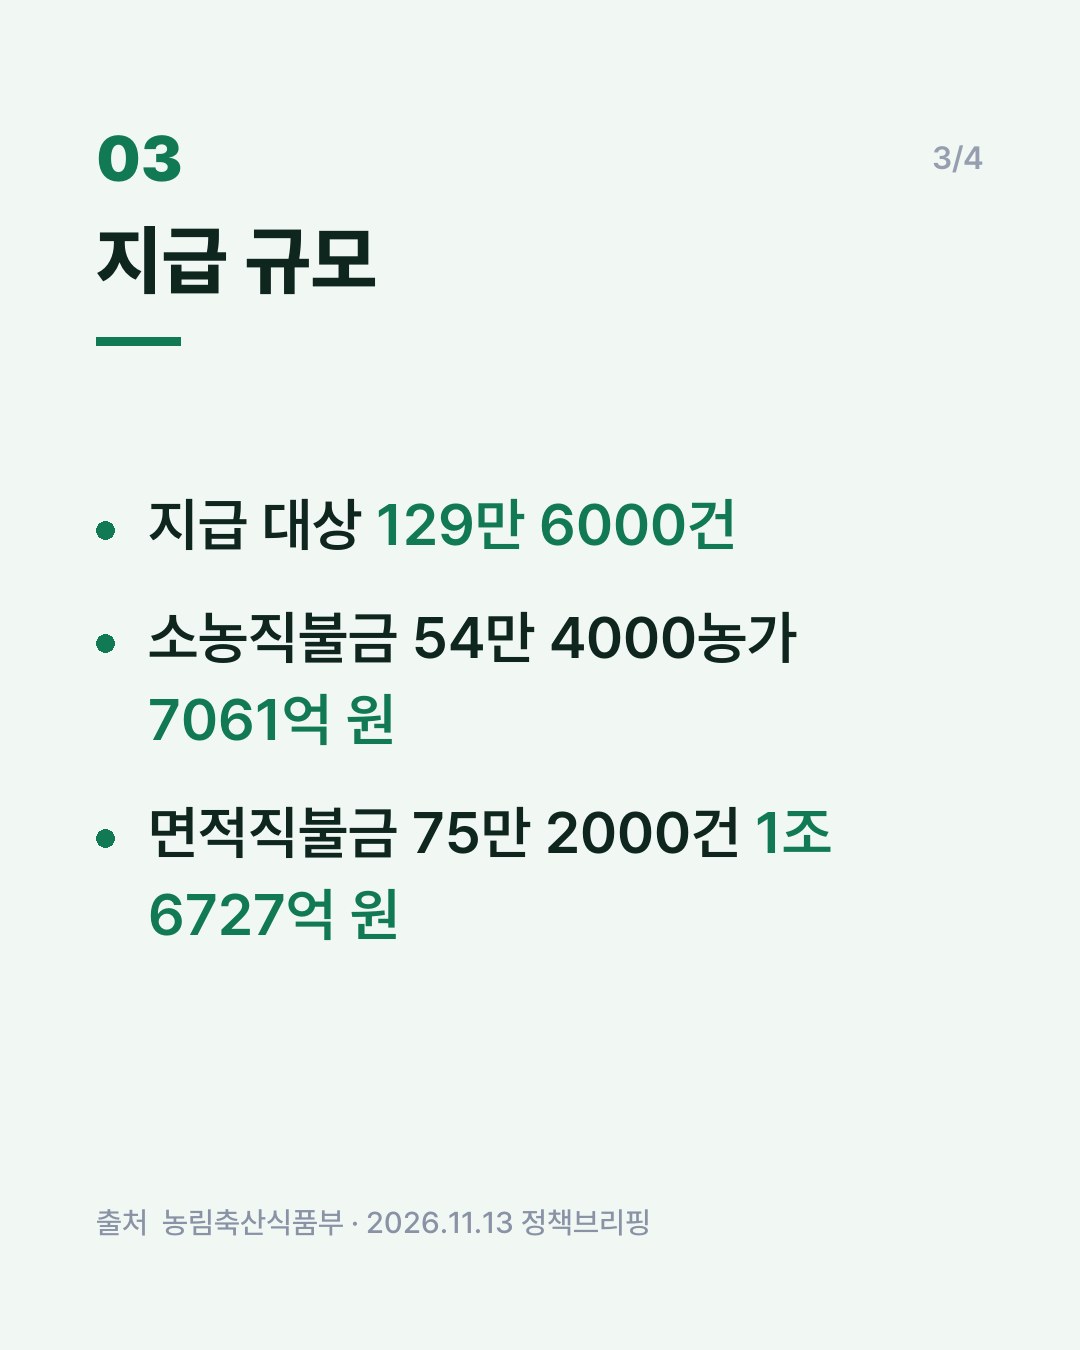 03
3/4
지급 규모
지급 대상 129만 6000건
소농직불금 54만 4000농가
7061억 원
면적직불금 75만 2000건 1조
6727억 원
출처 농림축산식품부 · 2026.11.13 정책브리핑